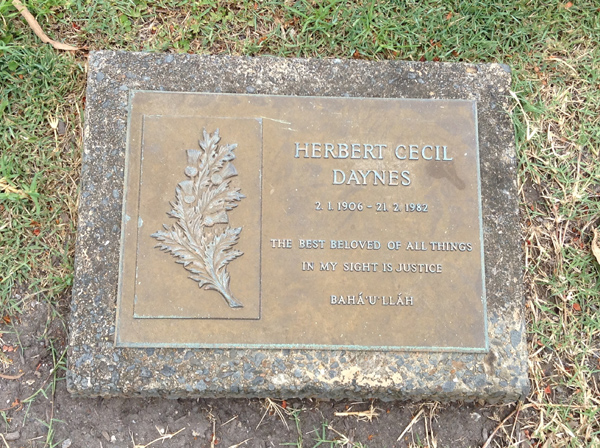 HERBERT CECIL
DAYNES
2. 1. 1906 - 21. 2. 1982
THE BEST BELOVED OF ALL THINGS
IN MY SIGHT IS JUSTICE
BAHÁ'U'LLÁH